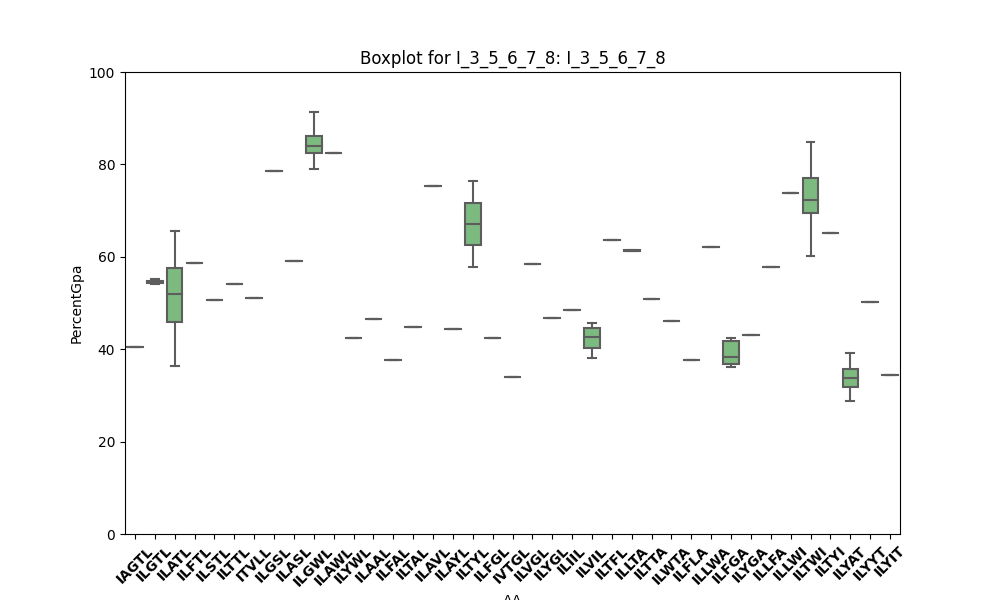 Boxplot for I_3_5_6_7_8: I_3_5_6_7_8
PercentGpa
100
80
60
40
20
0
IAGTL
ILGTL
ILATL
ILFTL
ILSTL
ILTTL
ITVLL
ILGSL
ILASL
ILGWL
ILAWL
ILYWL
ILAAL
ILFAL
ILTAL
ILAVL
ILAYL
ILTYL
ILFGL
IVTGL
ILVGL
ILYGL
ILIIL
ILVIL
ILTFL
ILLTA
ILTTA
ILWTA
ILFLA
ILLWA
ILFGA
ILYGA
ILLFA
ILLWI
ILTWI
ILTYI
ILYAT
ILYYT
ILYIT
AA